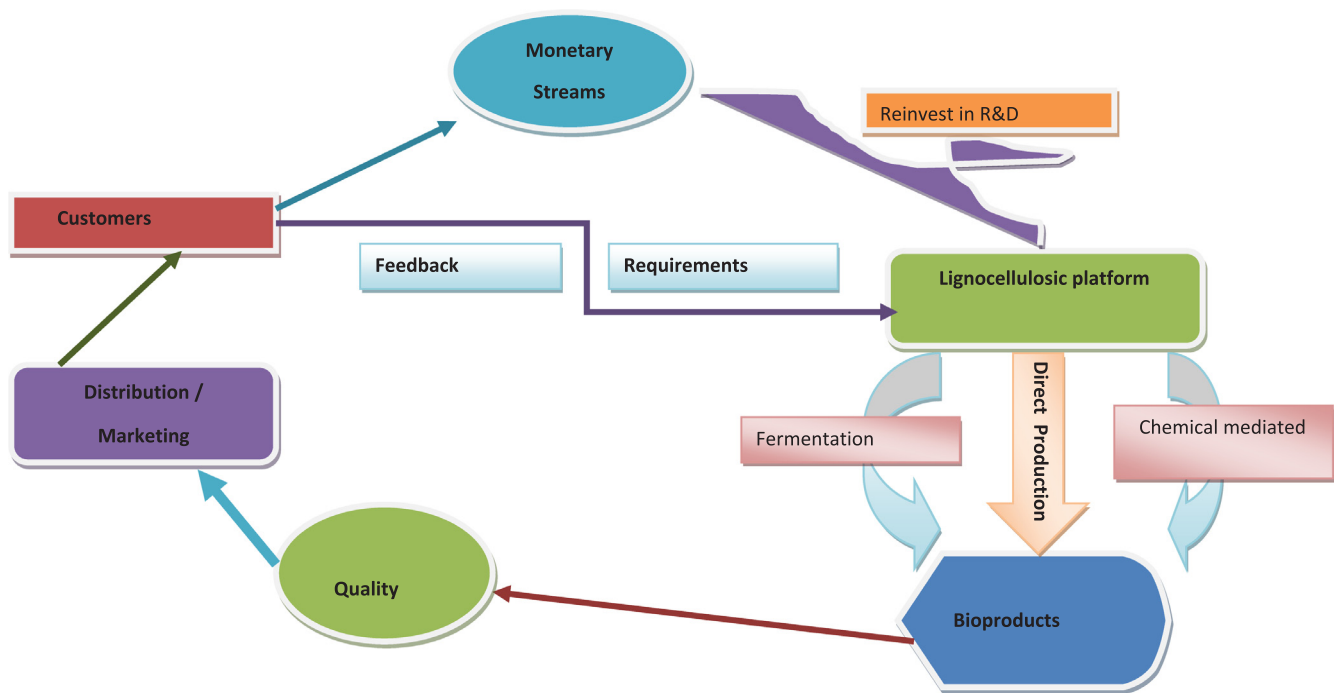 Monetary
Streams
Reinvest in R&D
Customers
Feedback
Requirements
Lignocellulosic platform
Distribution /
Marketing
Fermentation
Direct Production
Chemical mediated
Quality
Bioproducts